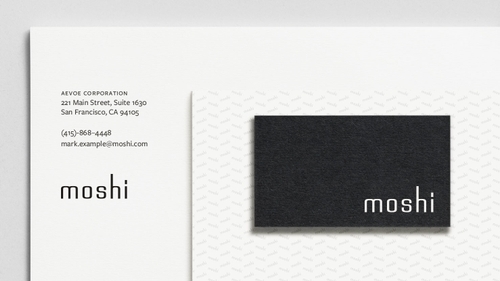 AEVOE CORPORATION
221 Main Street, Suite 1630
San Francisco, CA 94105
(415)-868-4448
mark.example@moshi.com
moshi
moshi